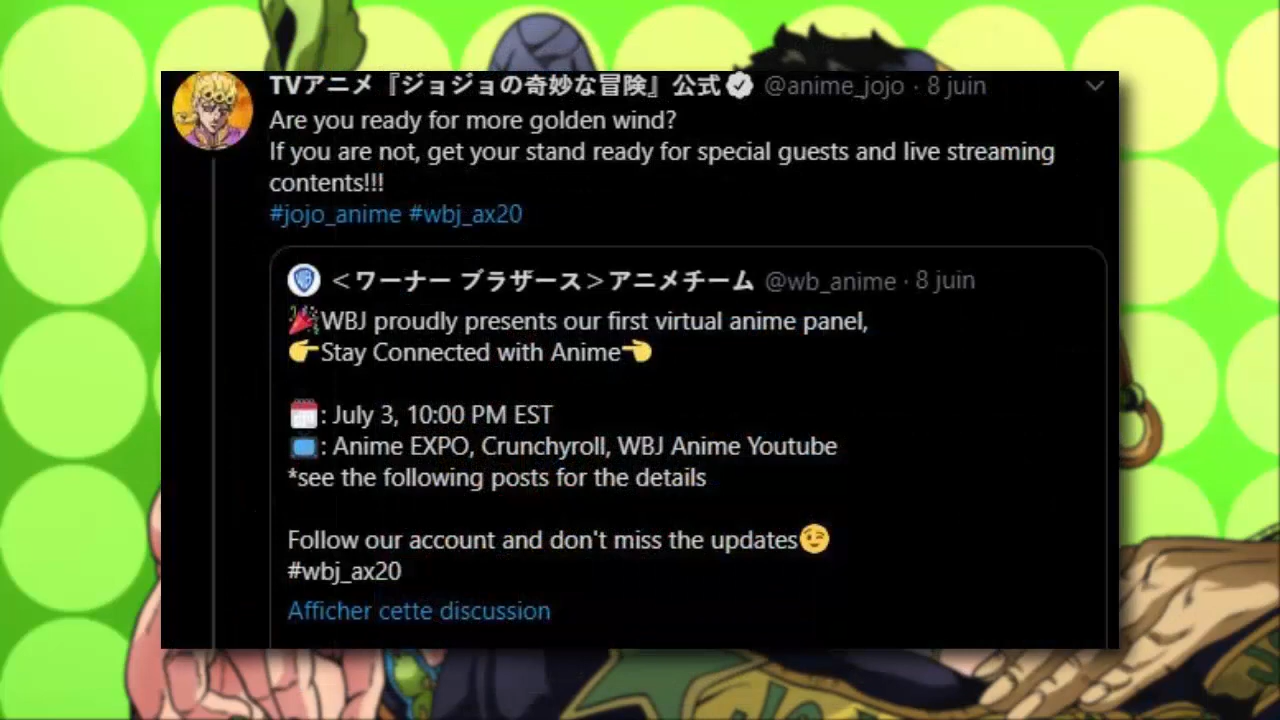 TVアニメ『ジョジョの奇妙な冒険』公式 @anime_jojo · 8 juin
Are you ready for more golden wind?
If you are not, get your stand ready for special guests and live streaming
contents!!!
#jojo_anime #wbj_ax20
＜ワーナー ブラザース＞アニメチーム @wb_anime · 8 juin
🎉WBJ proudly presents our first virtual anime panel,
👉Stay Connected with Anime👈
📅: July 3, 10:00 PM EST
📺: Anime EXPO, Crunchyroll, WBJ Anime Youtube
*see the following posts for the details
Follow our account and don't miss the updates😉
#wbj_ax20
Afficher cette discussion